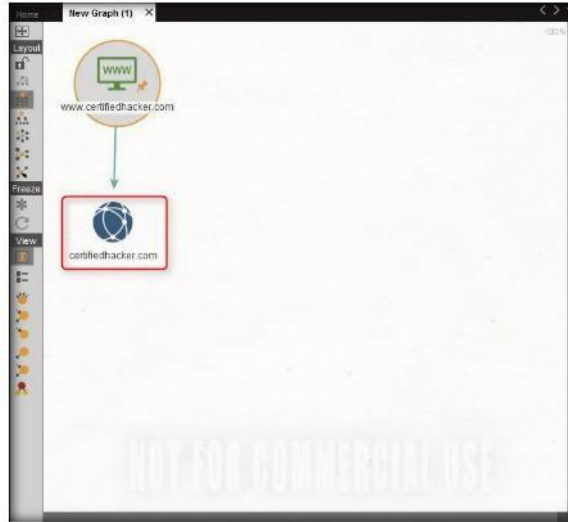 Home
New Graph (1) ✕
Layout
100%
WWW
www.certifiedhacker.com
Freeze
certifiedhacker.com
View
NOT FOR COMMERCIAL USE